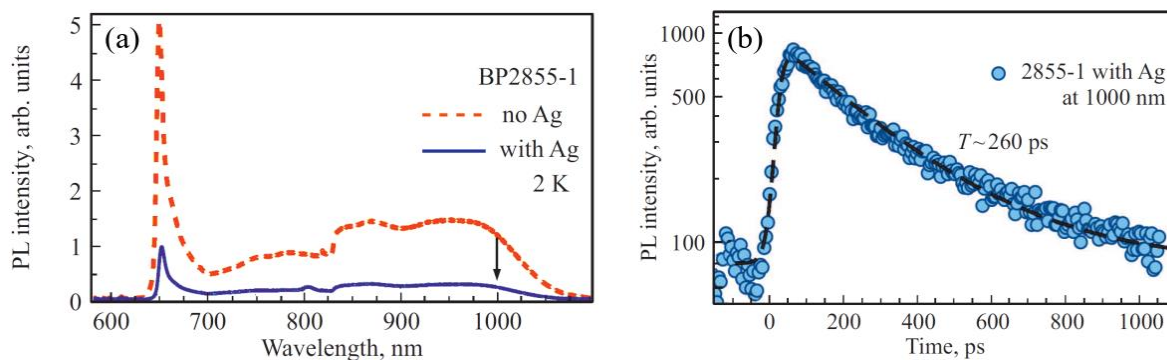 (a)
PL intensity, arb. units
5
4
3
2
1
0
BP2855-1
no Ag
with Ag
2 K
600 700 800 900 1000
Wavelength, nm
(b)
PL intensity, arb. units
1000
500
100
2855-1 with Ag
at 1000 nm
T ~ 260 ps
0 200 400 600 800 1000
Time, ps